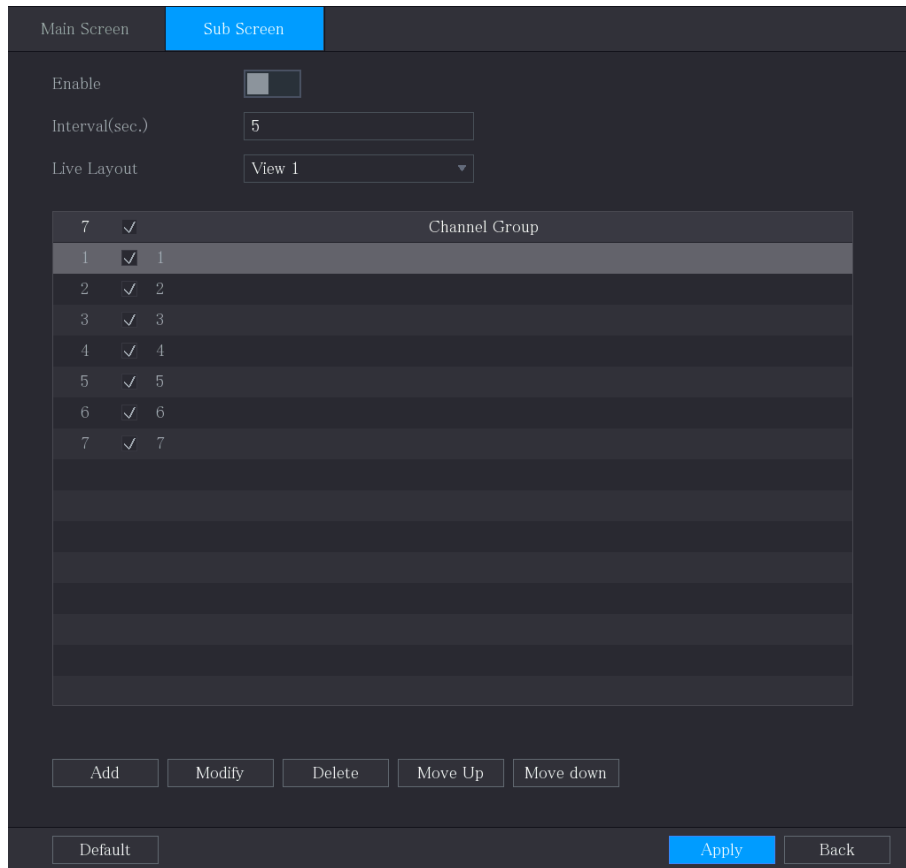 Main Screen Sub Screen
Enable
Interval(sec.) 5
Live Layout View 1
7 Channel Group
1 1
2 2
3 3
4 4
5 5
6 6
7 7
Add Modify Delete Move Up Move down
Default Apply Back